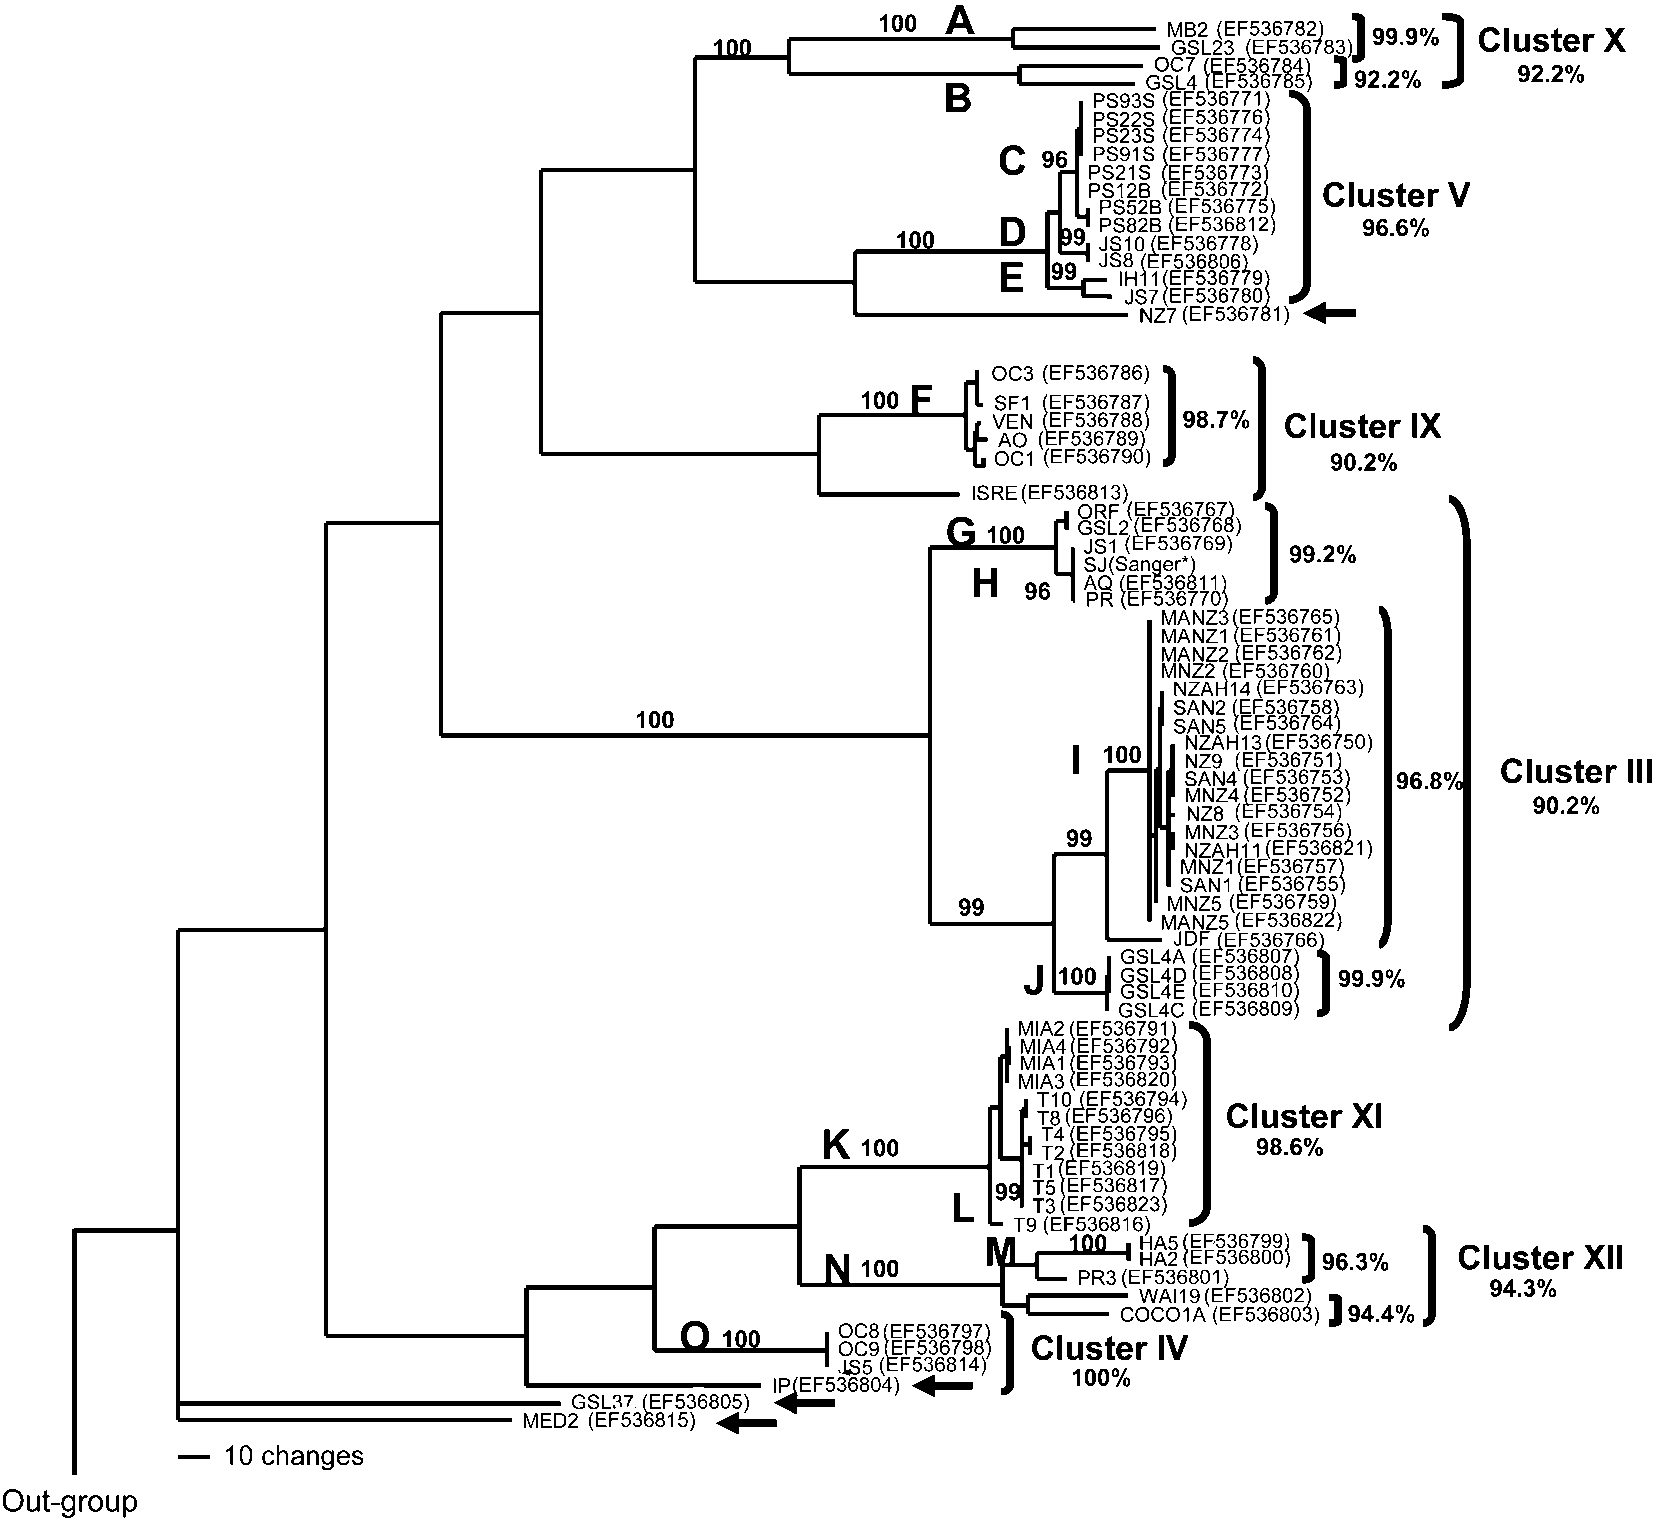 100 A
100
MB2 (EF536782)
GSL23 (EF536783)
99.9%
OC7 (EF536784)
GSL4 (EF536785)
92.2%
Cluster X
92.2%
B
PS93S (EF536771)
PS22S (EF536776)
PS23S (EF536774)
C 96
PS91S (EF536777)
PS21S (EF536773)
PS12B (EF536772)
PS52B (EF536775)
PS82B (EF536812)
Cluster V
96.6%
100 D
99
JS10 (EF536778)
JS8 (EF536806)
E 99
IH11(EF536779)
JS7(EF536780)
NZ7 (EF536781)
OC3 (EF536786)
100 F
SF1 (EF536787)
VEN (EF536788)
AO (EF536789)
OC1 (EF536790)
98.7%
Cluster IX
90.2%
ISRE(EF536813)
ORF (EF536767)
GSL2 (EF536768)
G 100
JS1 (EF536769)
SJ(Sanger*)
H 96
AQ (EF536811)
PR (EF536770)
99.2%
MANZ3(EF536765)
MANZ1(EF536761)
MANZ2(EF536762)
MNZ2 (EF536760)
NZAH14 (EF536763)
SAN2 (EF536758)
SAN5 (EF536764)
100
NZAH13(EF536750)
I 100
NZ9 (EF536751)
SAN4 (EF536753)
MNZ4 (EF536752)
NZ8 (EF536754)
MNZ3 (EF536756)
99
NZAH11(EF536821)
MNZ1(EF536757)
SAN1 (EF536755)
MNZ5 (EF536759)
MANZ5 (EF536822)
JDF (EF536766)
96.8%
Cluster III
90.2%
99
GSL4A (EF536807)
J 100
GSL4D (EF536808)
GSL4E (EF536810)
GSL4C (EF536809)
99.9%
MIA2 (EF536791)
MIA4 (EF536792)
MIA1(EF536793)
MIA3 (EF536820)
T10 (EF536794)
T8(EF536796)
T4(EF536795)
T2 (EF536818)
K 100
T1(EF536819)
99
T5(EF536817)
T3(EF536823)
L
T9 (EF536816)
Cluster XI
98.6%
M 100
HA5 (EF536799)
HA2 (EF536800)
N 100
PR3 (EF536801)
96.3%
WAI19 (EF536802)
COCO1A (EF536803)
94.4%
Cluster XII
94.3%
O 100
OC8(EF536797)
OC9(EF536798)
JS5 (EF536814)
IP(EF536804)
Cluster IV
100%
GSL37 (EF536805)
MED2 (EF536815)
10 changes
Out-group